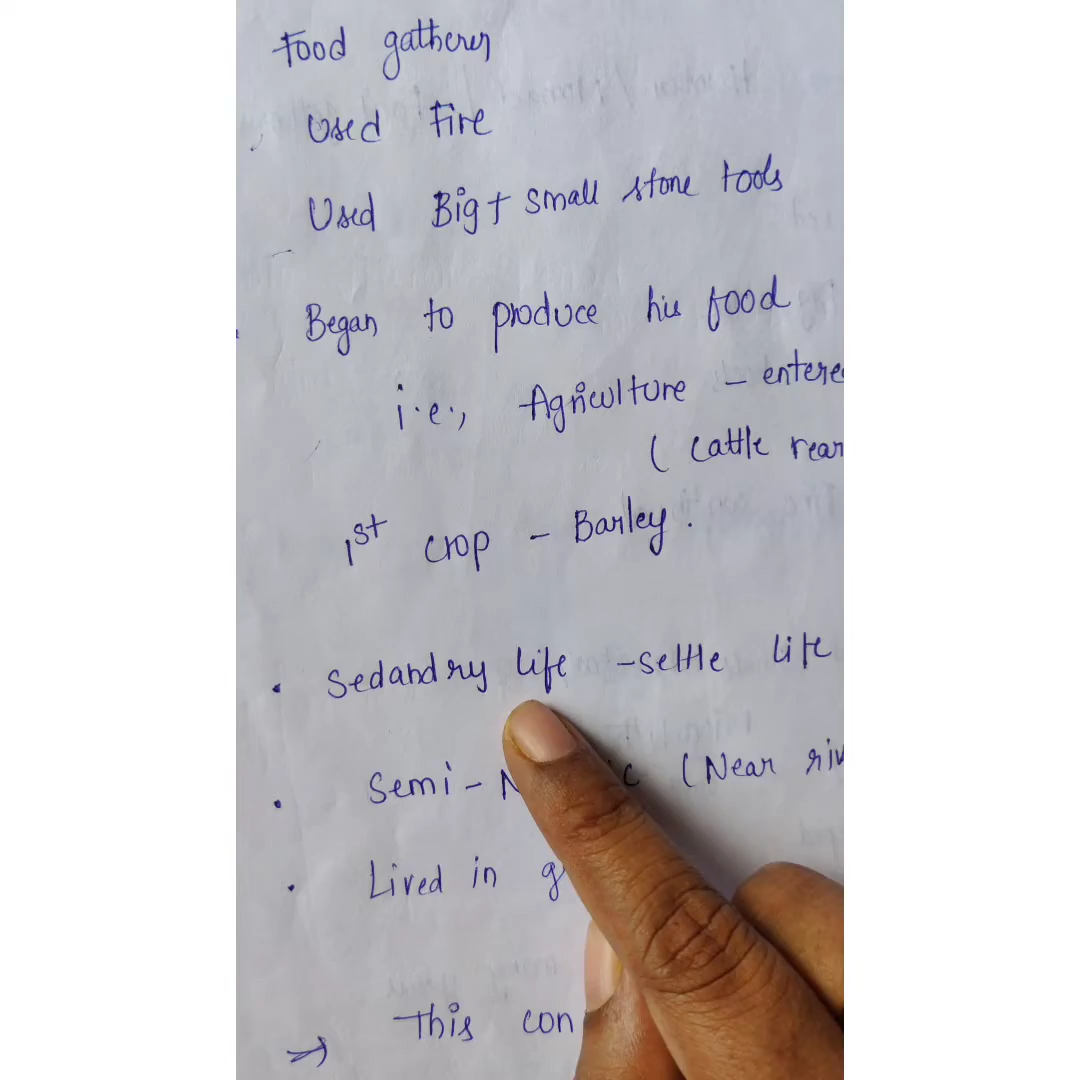 Food gatherer
Used Fire
Used Big + small stone tools
Began to produce his food
i.e., Agriculture - entere
( cattle rear
1st crop - Barley.
• Sedandry life - settle life
• Semi - N ic (Near riv
• Lived in g
→ This con